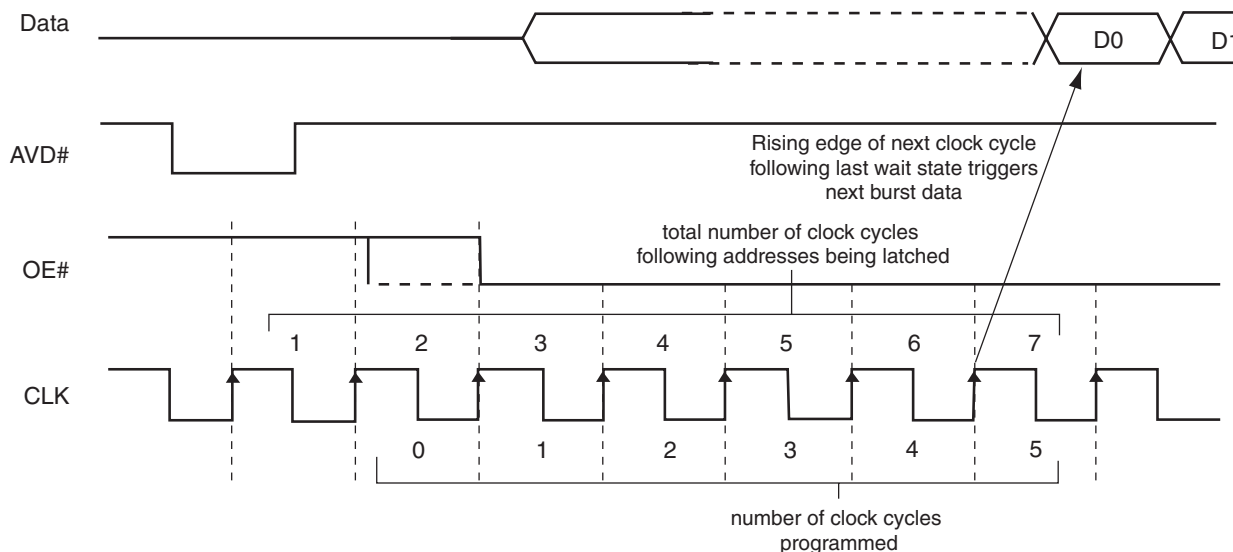 Data
D0
D1
AVD#
Rising edge of next clock cycle
following last wait state triggers
next burst data
total number of clock cycles
following addresses being latched
OE#
1 2 3 4 5 6 7
CLK
0 1 2 3 4 5
number of clock cycles
programmed